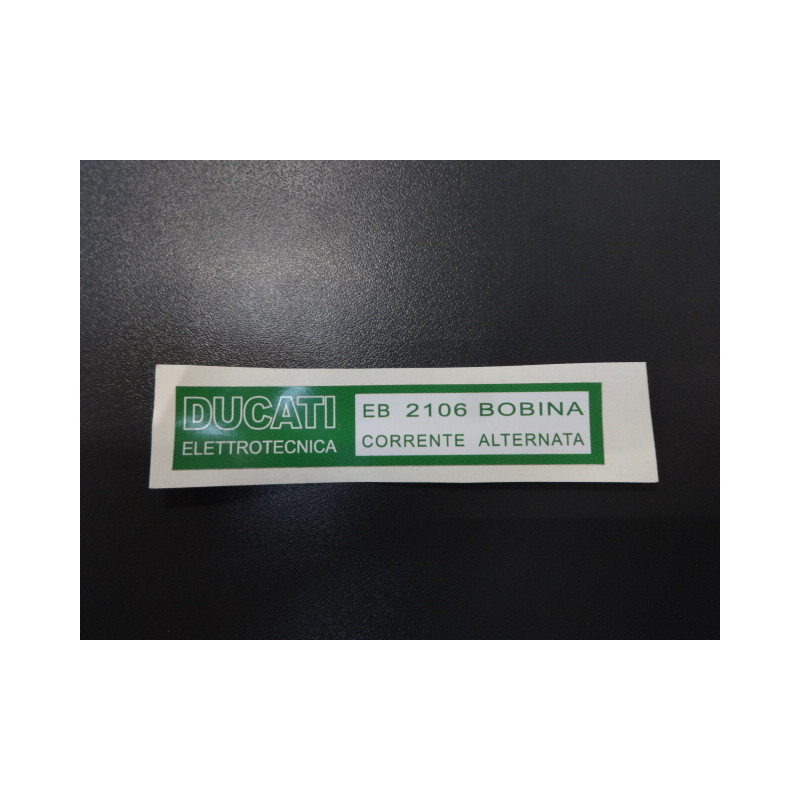 DUCATI
ELETTROTECNICA
EB 2106 BOBINA
CORRENTE ALTERNATA